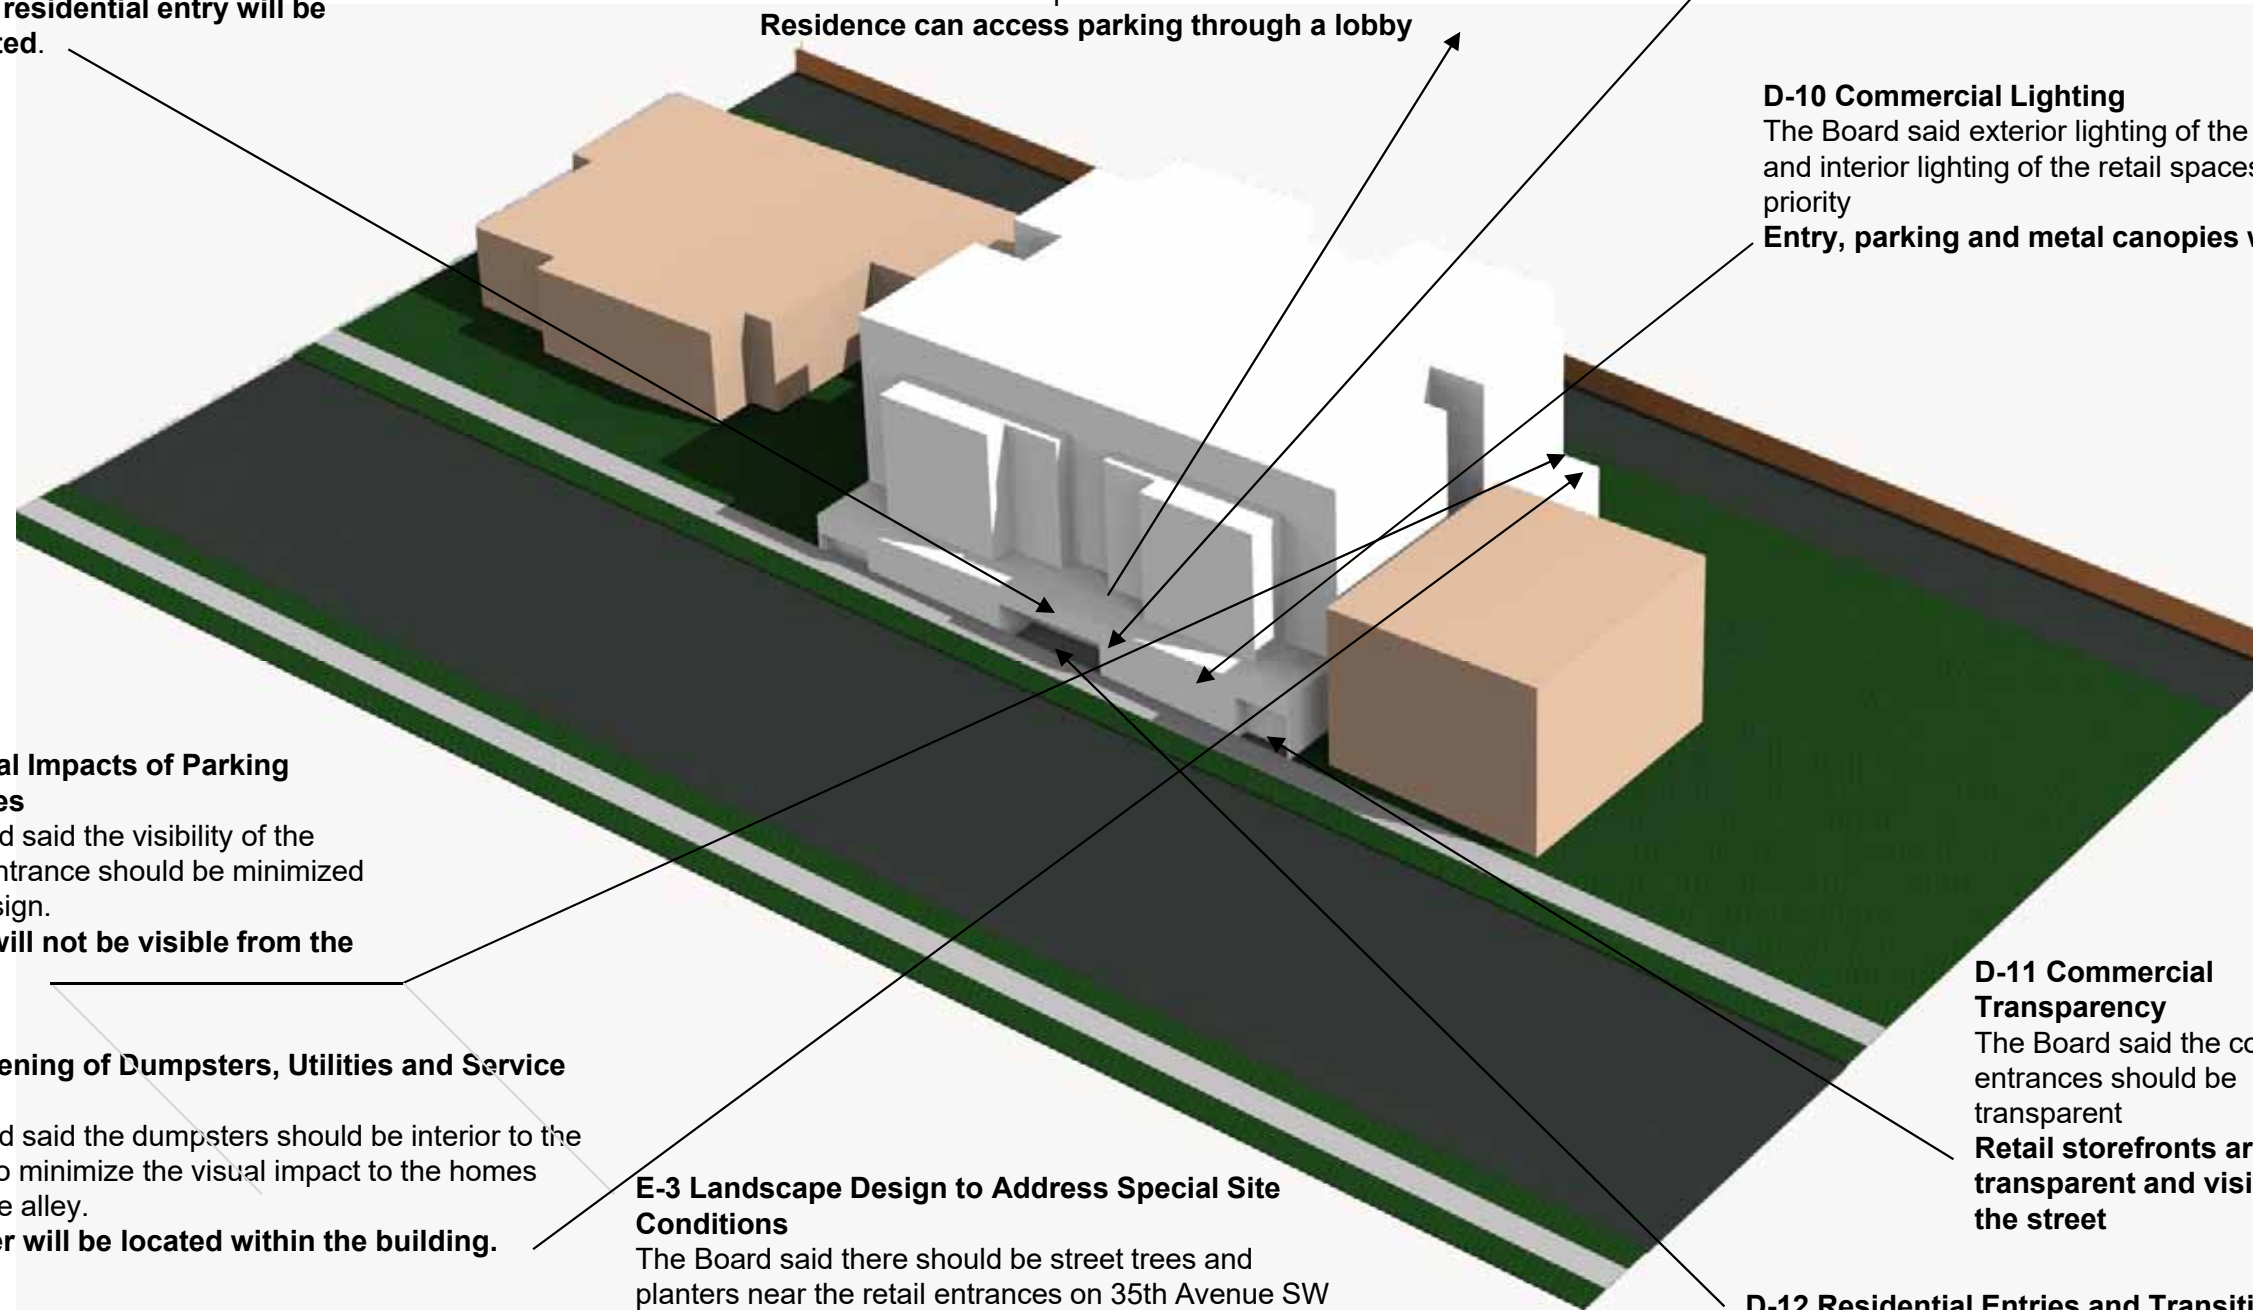 residential entry will be
ted.
Residence can access parking through a lobby
D-10 Commercial Lighting
The Board said exterior lighting of the
and interior lighting of the retail spaces
priority
Entry, parking and metal canopies
al Impacts of Parking
es
d said the visibility of the
ntrance should be minimized
sign.
will not be visible from the
ening of Dumpsters, Utilities and Service
d said the dumpsters should be interior to the
o minimize the visual impact to the homes
e alley.
er will be located within the building.
E-3 Landscape Design to Address Special Site
Conditions
The Board said there should be street trees and
planters near the retail entrances on 35th Avenue SW
D-11 Commercial
Transparency
The Board said the co
entrances should be
transparent
Retail storefronts ar
transparent and visi
the street
D-12 Residential Entries and Transiti